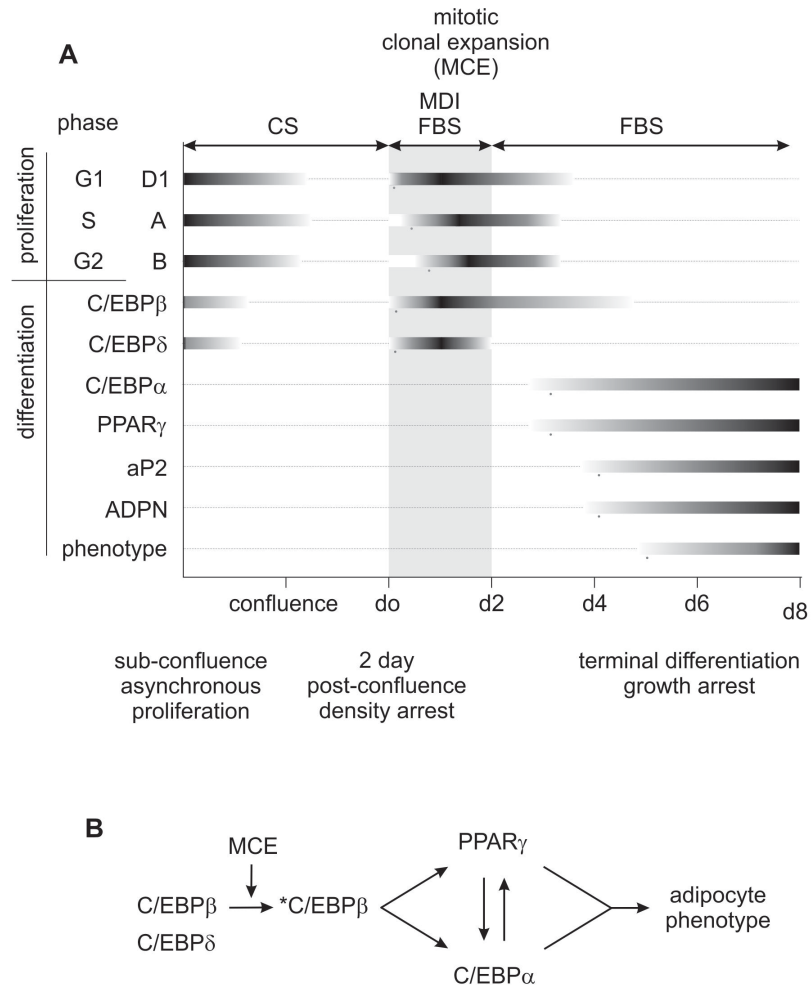 A
mitotic
clonal expansion
(MCE)
MDI
phase
CS
FBS
FBS
proliferation
G1 D1
S A
G2 B
differentiation
C/EBPβ
C/EBPδ
C/EBPα
PPARγ
aP2
ADPN
phenotype
confluence do d2 d4 d6 d8
sub-confluence
asynchronous
proliferation
2 day
post-confluence
density arrest
terminal differentiation
growth arrest
B
MCE
PPARγ
C/EBPβ
*C/EBPβ
C/EBPδ
C/EBPα
adipocyte
phenotype